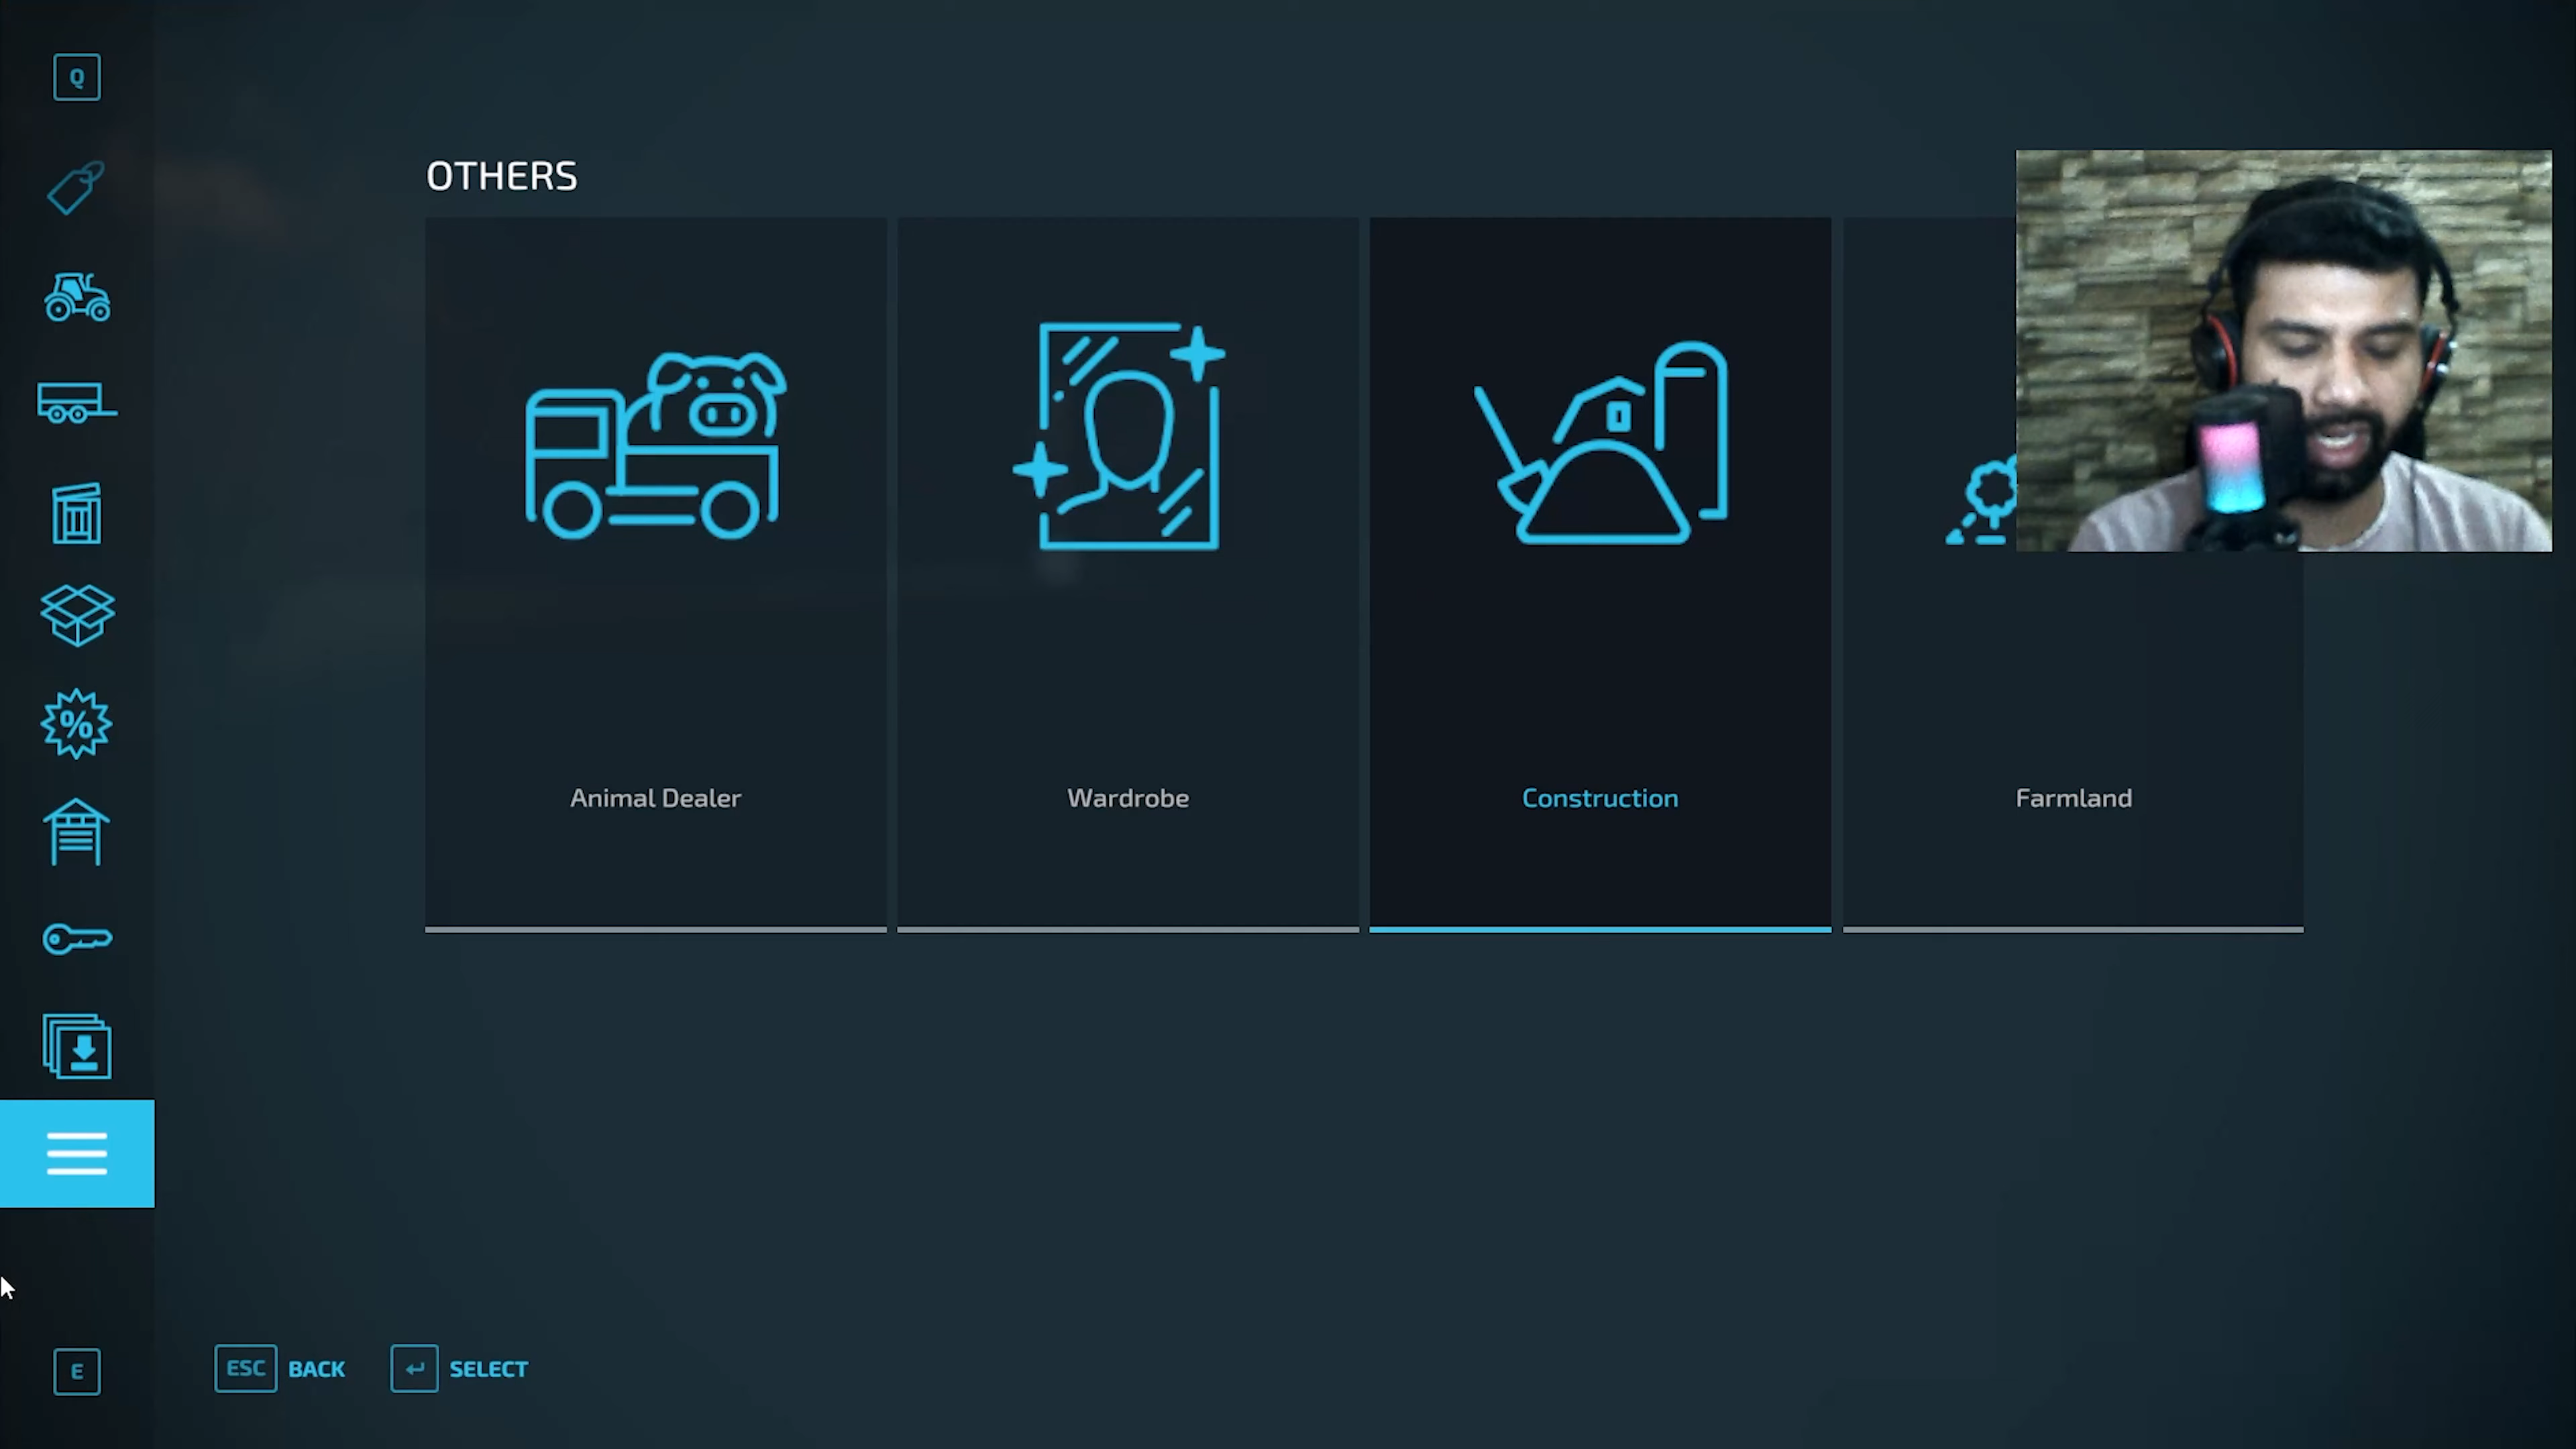 Q
OTHERS
%
Animal Dealer
Wardrobe
Construction
Farmland
E
ESC BACK
SELECT